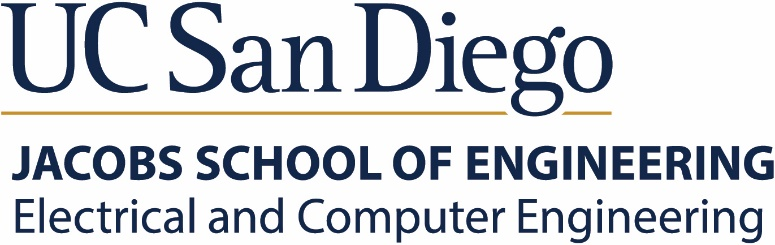 UC San Diego
JACOBS SCHOOL OF ENGINEERING
Electrical and Computer Engineering